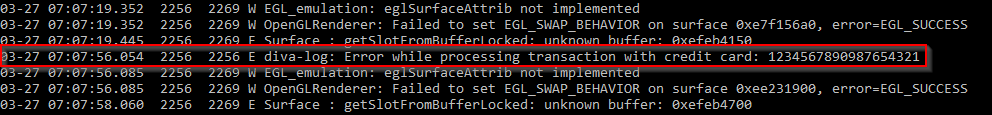 03-27 07:07:19.352  2256  2269 W EGL_emulation: eglSurfaceAttrib not implemented
03-27 07:07:19.352  2256  2269 W OpenGLRenderer: Failed to set EGL_SWAP_BEHAVIOR on surface 0xe7f156a0, error=EGL_SUCCESS
03-27 07:07:19.445  2256  2269 E Surface : getSlotFromBufferLocked: unknown buffer: 0xefeb4150
03-27 07:07:56.054  2256  2256 E diva-log: Error while processing transaction with credit card: 1234567890987654321
03-27 07:07:56.085  2256  2269 W EGL_emulation: eglSurfaceAttrib not implemented
03-27 07:07:56.085  2256  2269 W OpenGLRenderer: Failed to set EGL_SWAP_BEHAVIOR on surface 0xee231900, error=EGL_SUCCESS
03-27 07:07:58.060  2256  2269 E Surface : getSlotFromBufferLocked: unknown buffer: 0xefeb4700